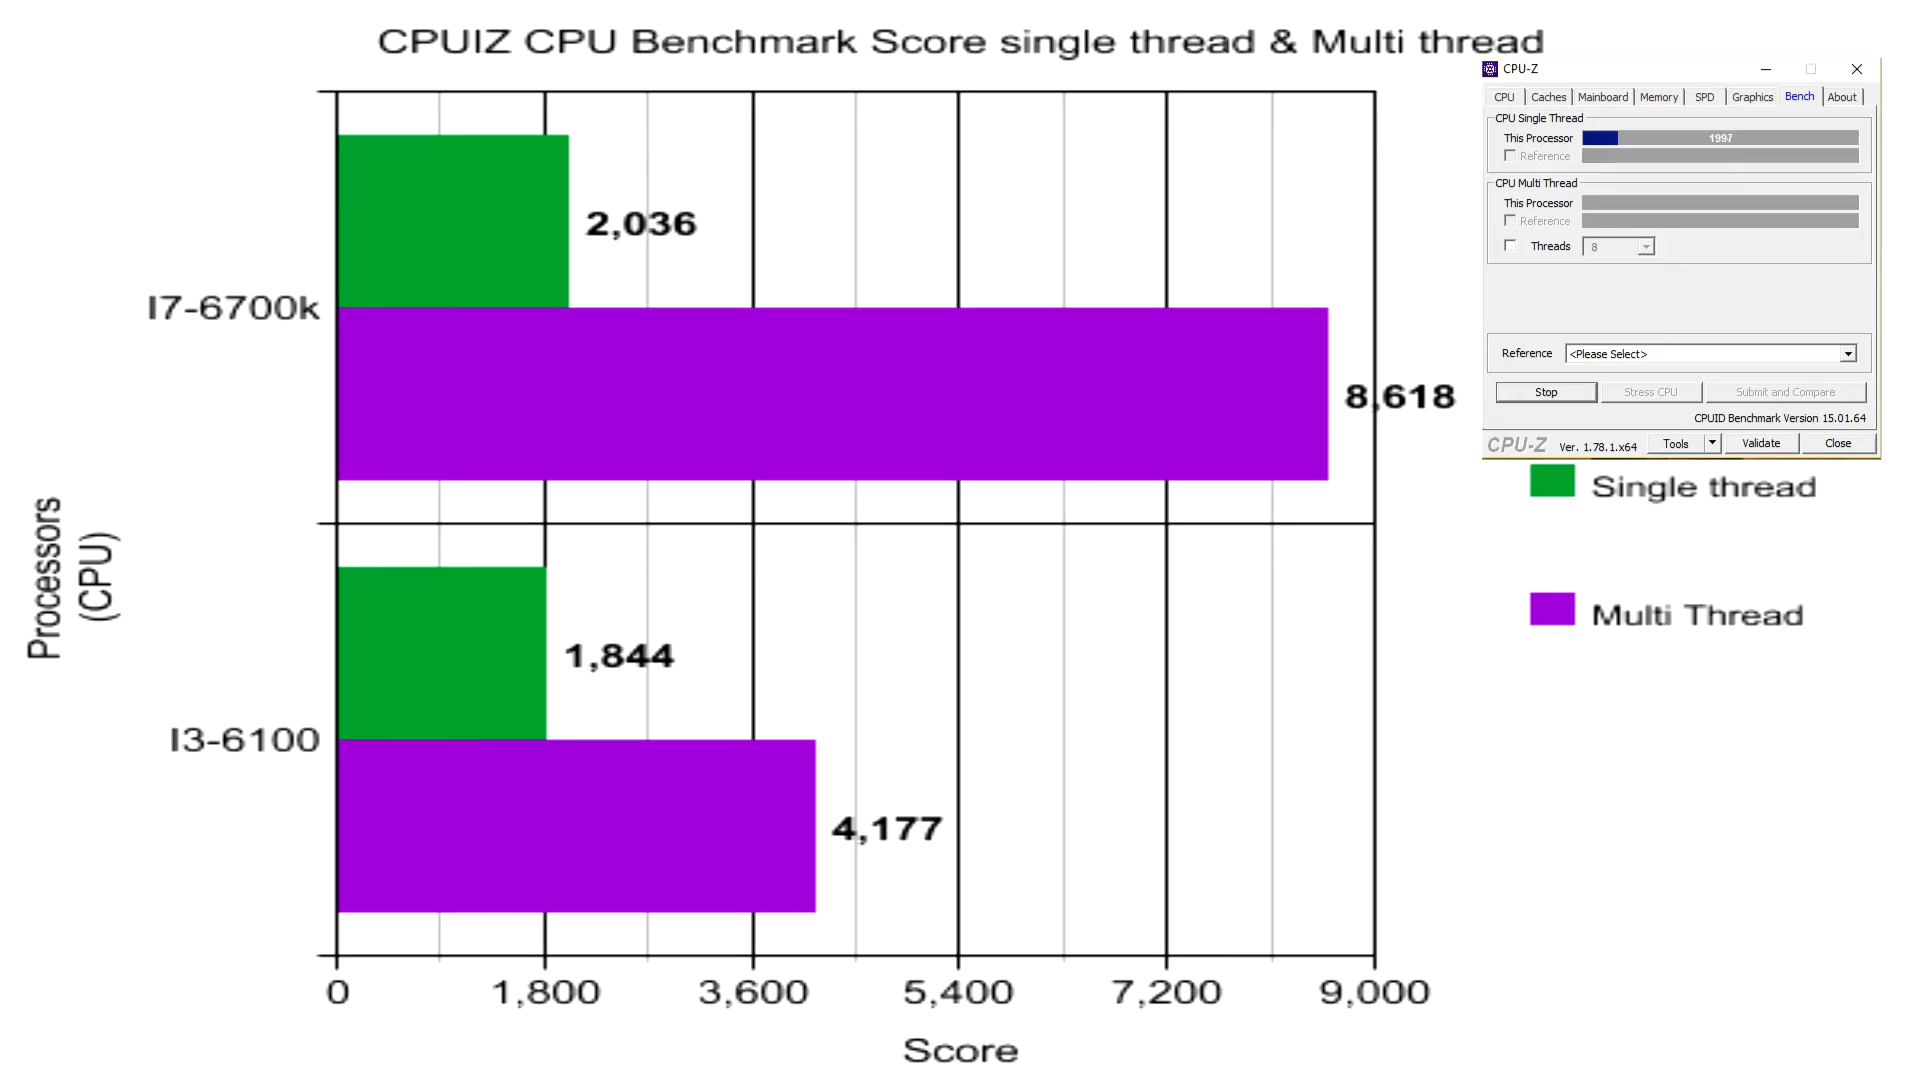 CPUIZ CPU Benchmark Score single thread & Multi thread
I7-6700k
2,036
8,618
I3-6100
1,844
4,177
Processors
(CPU)
0 1,800 3,600 5,400 7,200 9,000
Score
CPU-Z
CPU Caches Mainboard Memory SPD Graphics Bench About
CPU Single Thread
This Processor 1997
Reference
CPU Multi Thread
This Processor
Reference
Threads 8
Reference <Please Select>
Stop Stress CPU Submit and Compare
CPUID Benchmark Version 15.01.64
CPU-Z Ver. 1.78.1.x64 Tools Validate Close
Single thread
Multi Thread